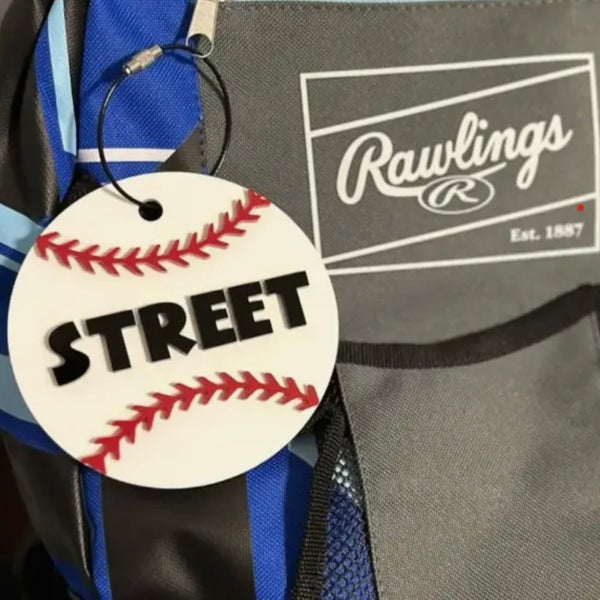 STREET
Rawlings
R
Est. 1887